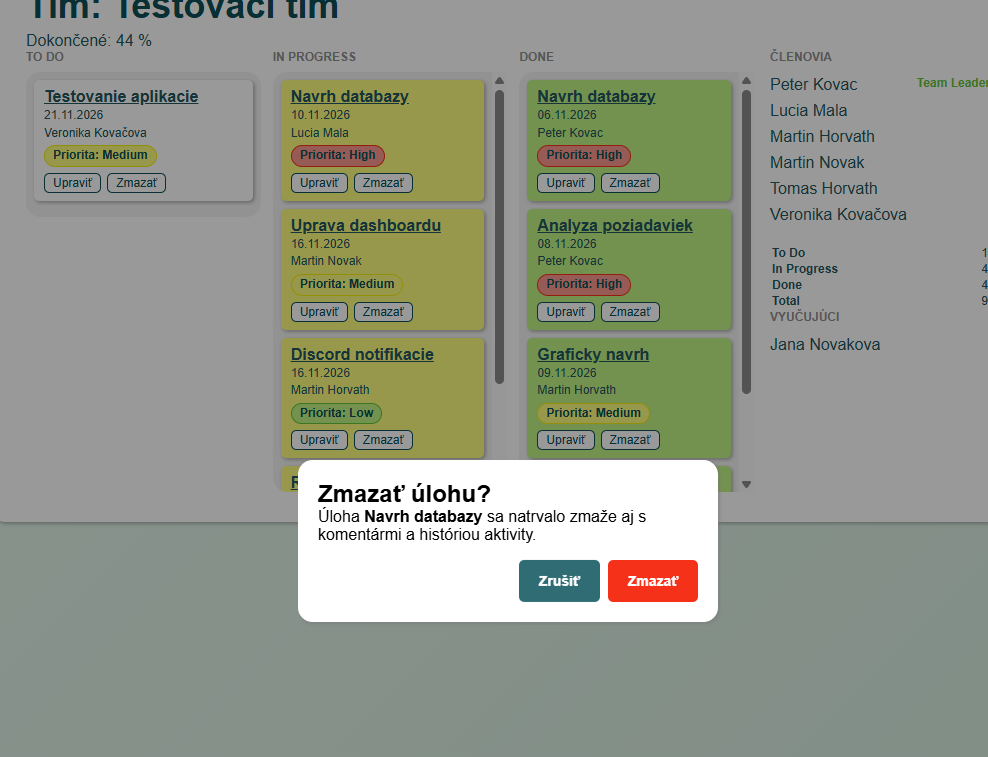 Tím: Testovací tím
Dokončené: 44 %
TO DO
Testovanie aplikacie
21.11.2026
Veronika Kovačova
Priorita: Medium
Upraviť Zmazať
IN PROGRESS
Navrh databazy
10.11.2026
Lucia Mala
Priorita: High
Upraviť Zmazať
Uprava dashboardu
16.11.2026
Martin Novak
Priorita: Medium
Upraviť Zmazať
Discord notifikacie
16.11.2026
Martin Horvath
Priorita: Low
Upraviť Zmazať
DONE
Navrh databazy
06.11.2026
Peter Kovac
Priorita: High
Upraviť Zmazať
Analyza poziadaviek
08.11.2026
Peter Kovac
Priorita: High
Upraviť Zmazať
Graficky navrh
09.11.2026
Martin Horvath
Priorita: Medium
Upraviť Zmazať
ČLENOVIA
Peter Kovac Team Leader
Lucia Mala
Martin Horvath
Martin Novak
Tomas Horvath
Veronika Kovačova
To Do 1
In Progress 4
Done 4
Total 9
VYUČUJÚCI
Jana Novakova
Zmazať úlohu?
Úloha Navrh databazy sa natrvalo zmaže aj s
komentármi a históriou aktivity.
Zrušiť Zmazať